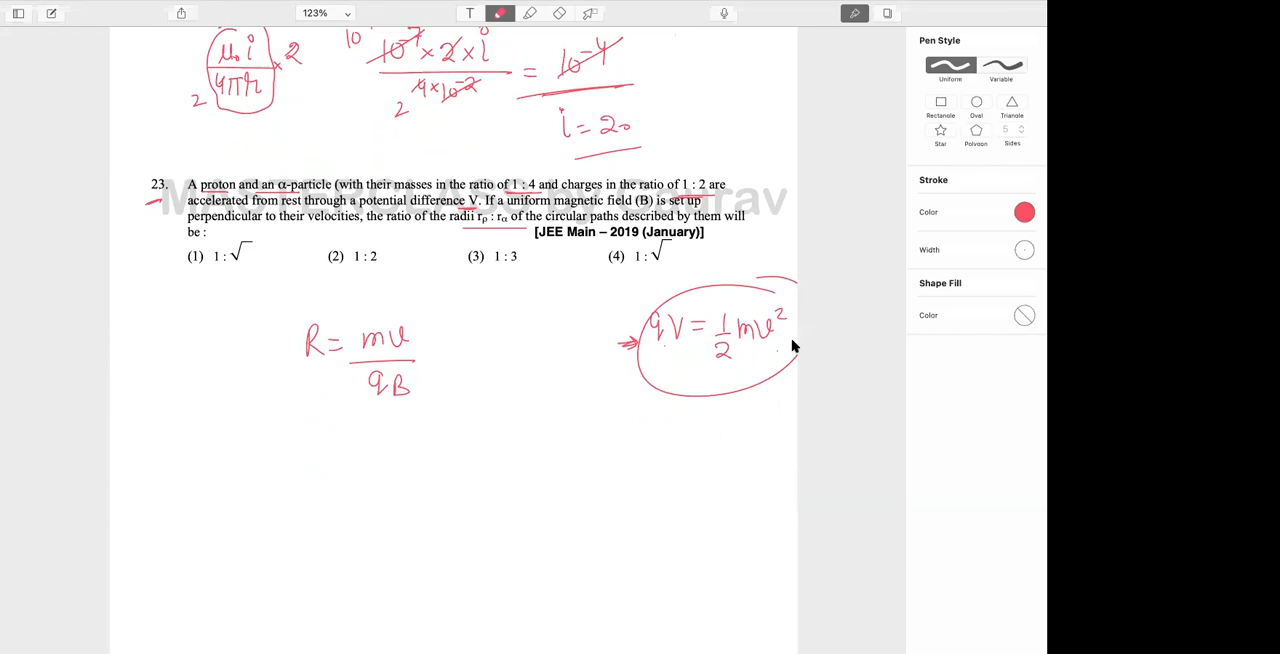 123%
T
Pen Style
Uniform
Variable
Rectangle
Oval
Triangle
Star
Polygon
5
Sides
Stroke
Color
Width
Shape Fill
Color
μ₀i
4πr
× 2
2
10
10⁻⁷ × 2 × i
4 × 10⁻²
2
= 10⁻⁴
i = 20
MASTERCLASS by Gaurav
23. A proton and an α-particle (with their masses in the ratio of 1 : 4 and charges in the ratio of 1 : 2 are
accelerated from rest through a potential difference V. If a uniform magnetic field (B) is set up
perpendicular to their velocities, the ratio of the radii rₚ : rα of the circular paths described by them will
be : [JEE Main – 2019 (January)]
(1) 1 : √ (2) 1 : 2 (3) 1 : 3 (4) 1 : √
R = mv
qB
qV = 1/2 mv²